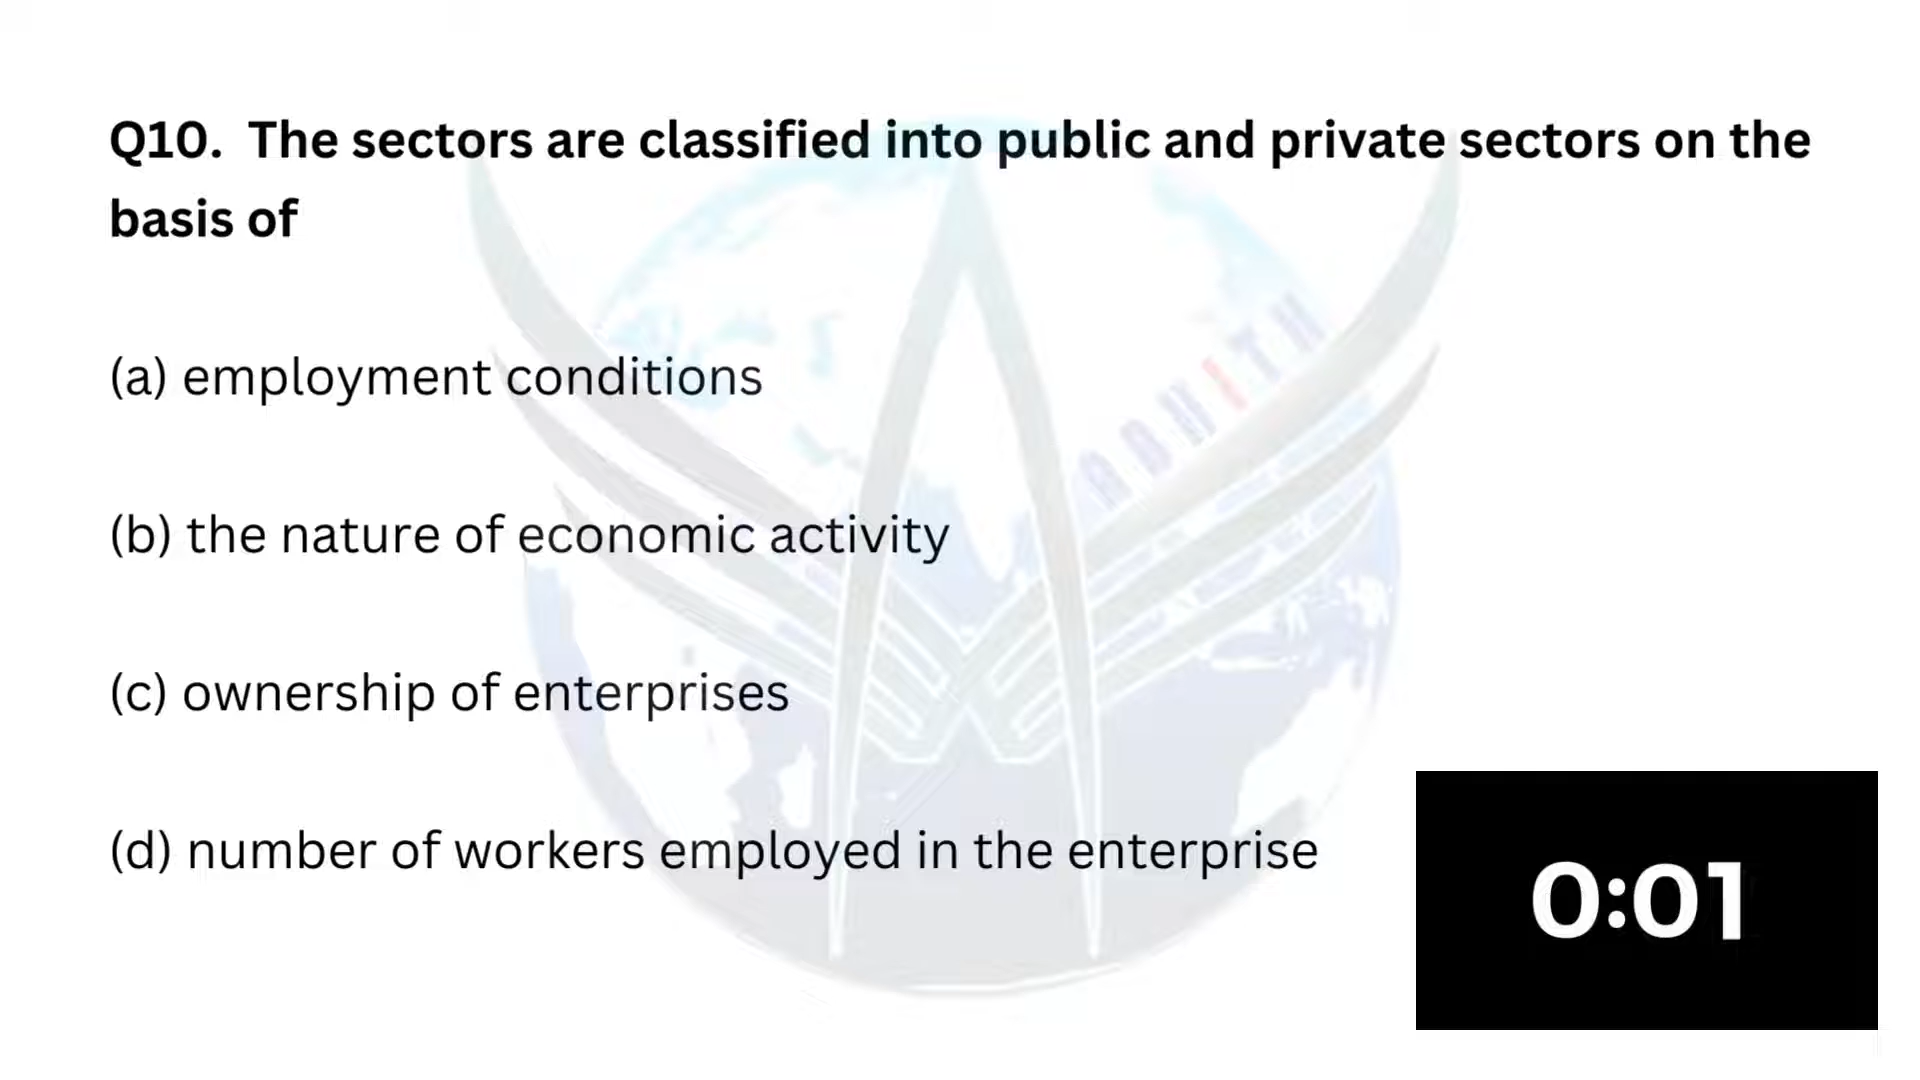 Q10. The sectors are classified into public and private sectors on the
basis of
(a) employment conditions
(b) the nature of economic activity
(c) ownership of enterprises
(d) number of workers employed in the enterprise
ABNITH
0:01